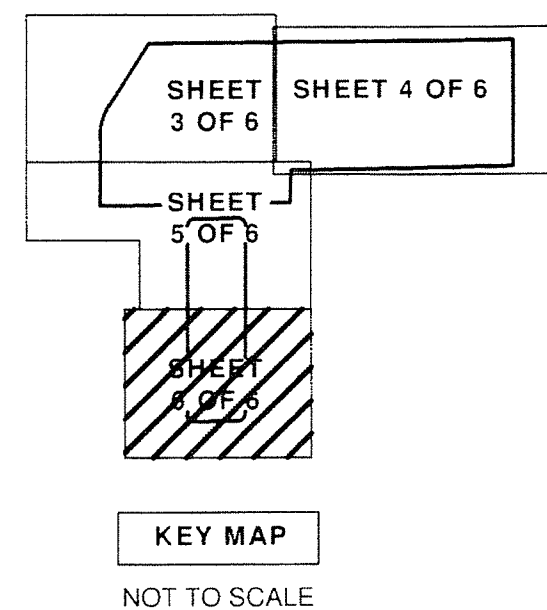 SHEET
3 OF 6
SHEET 4 OF 6
SHEET
5 OF 6
SHEET
6 OF 6
KEY MAP
NOT TO SCALE